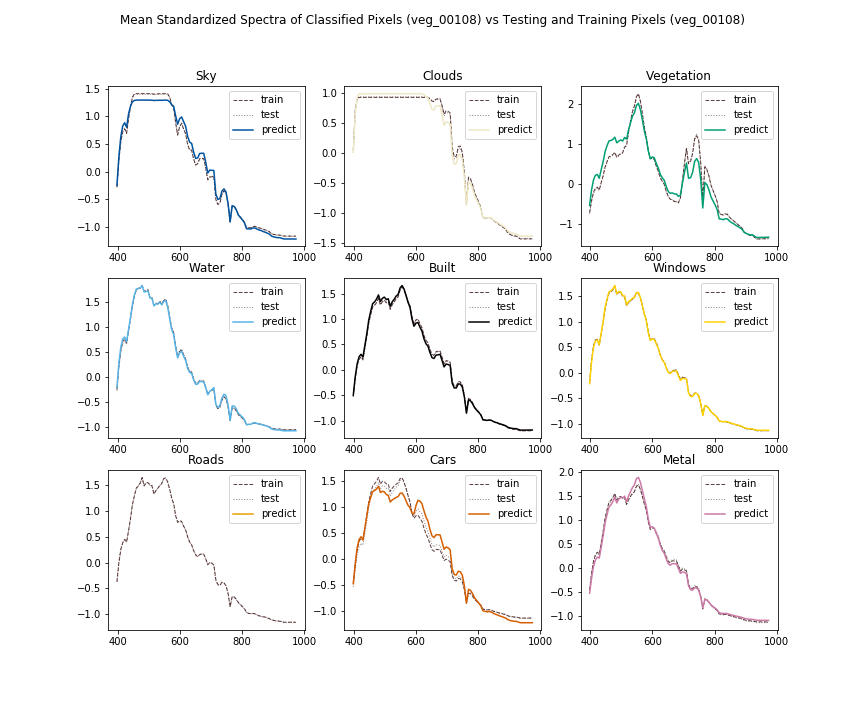 Mean Standardized Spectra of Classified Pixels (veg_00108) vs Testing and Training Pixels (veg_00108)
Sky
1.5
1.0
0.5
0.0
−0.5
−1.0
400
600
800
1000
train
test
predict
Clouds
1.0
0.5
0.0
−0.5
−1.0
−1.5
400
600
800
1000
train
test
predict
Vegetation
2
1
0
−1
400
600
800
1000
train
test
predict
Water
1.5
1.0
0.5
0.0
−0.5
−1.0
400
600
800
1000
train
test
predict
Built
1.5
1.0
0.5
0.0
−0.5
−1.0
400
600
800
1000
train
test
predict
Windows
1.5
1.0
0.5
0.0
−0.5
−1.0
400
600
800
1000
train
test
predict
Roads
1.5
1.0
0.5
0.0
−0.5
−1.0
400
600
800
1000
train
test
predict
Cars
1.5
1.0
0.5
0.0
−0.5
−1.0
400
600
800
1000
train
test
predict
Metal
2.0
1.5
1.0
0.5
0.0
−0.5
−1.0
400
600
800
1000
train
test
predict